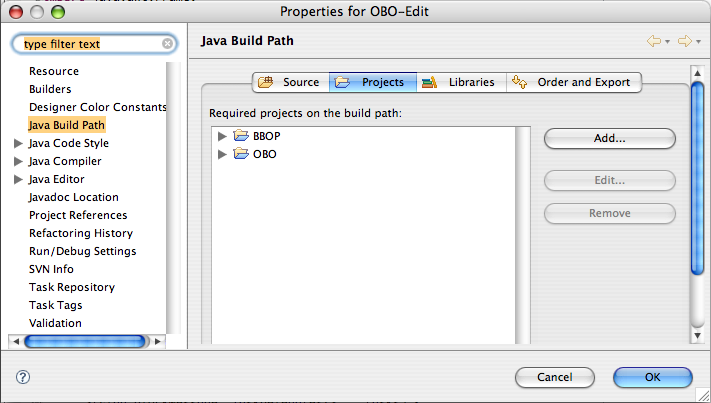 Properties for OBO-Edit
type filter text
Resource
Builders
Designer Color Constants
Java Build Path
Java Code Style
Java Compiler
Java Editor
Javadoc Location
Project References
Refactoring History
Run/Debug Settings
SVN Info
Task Repository
Task Tags
Validation
Java Build Path
Source Projects Libraries Order and Export
Required projects on the build path:
BBOP
OBO
Add...
Edit...
Remove
?
Cancel OK